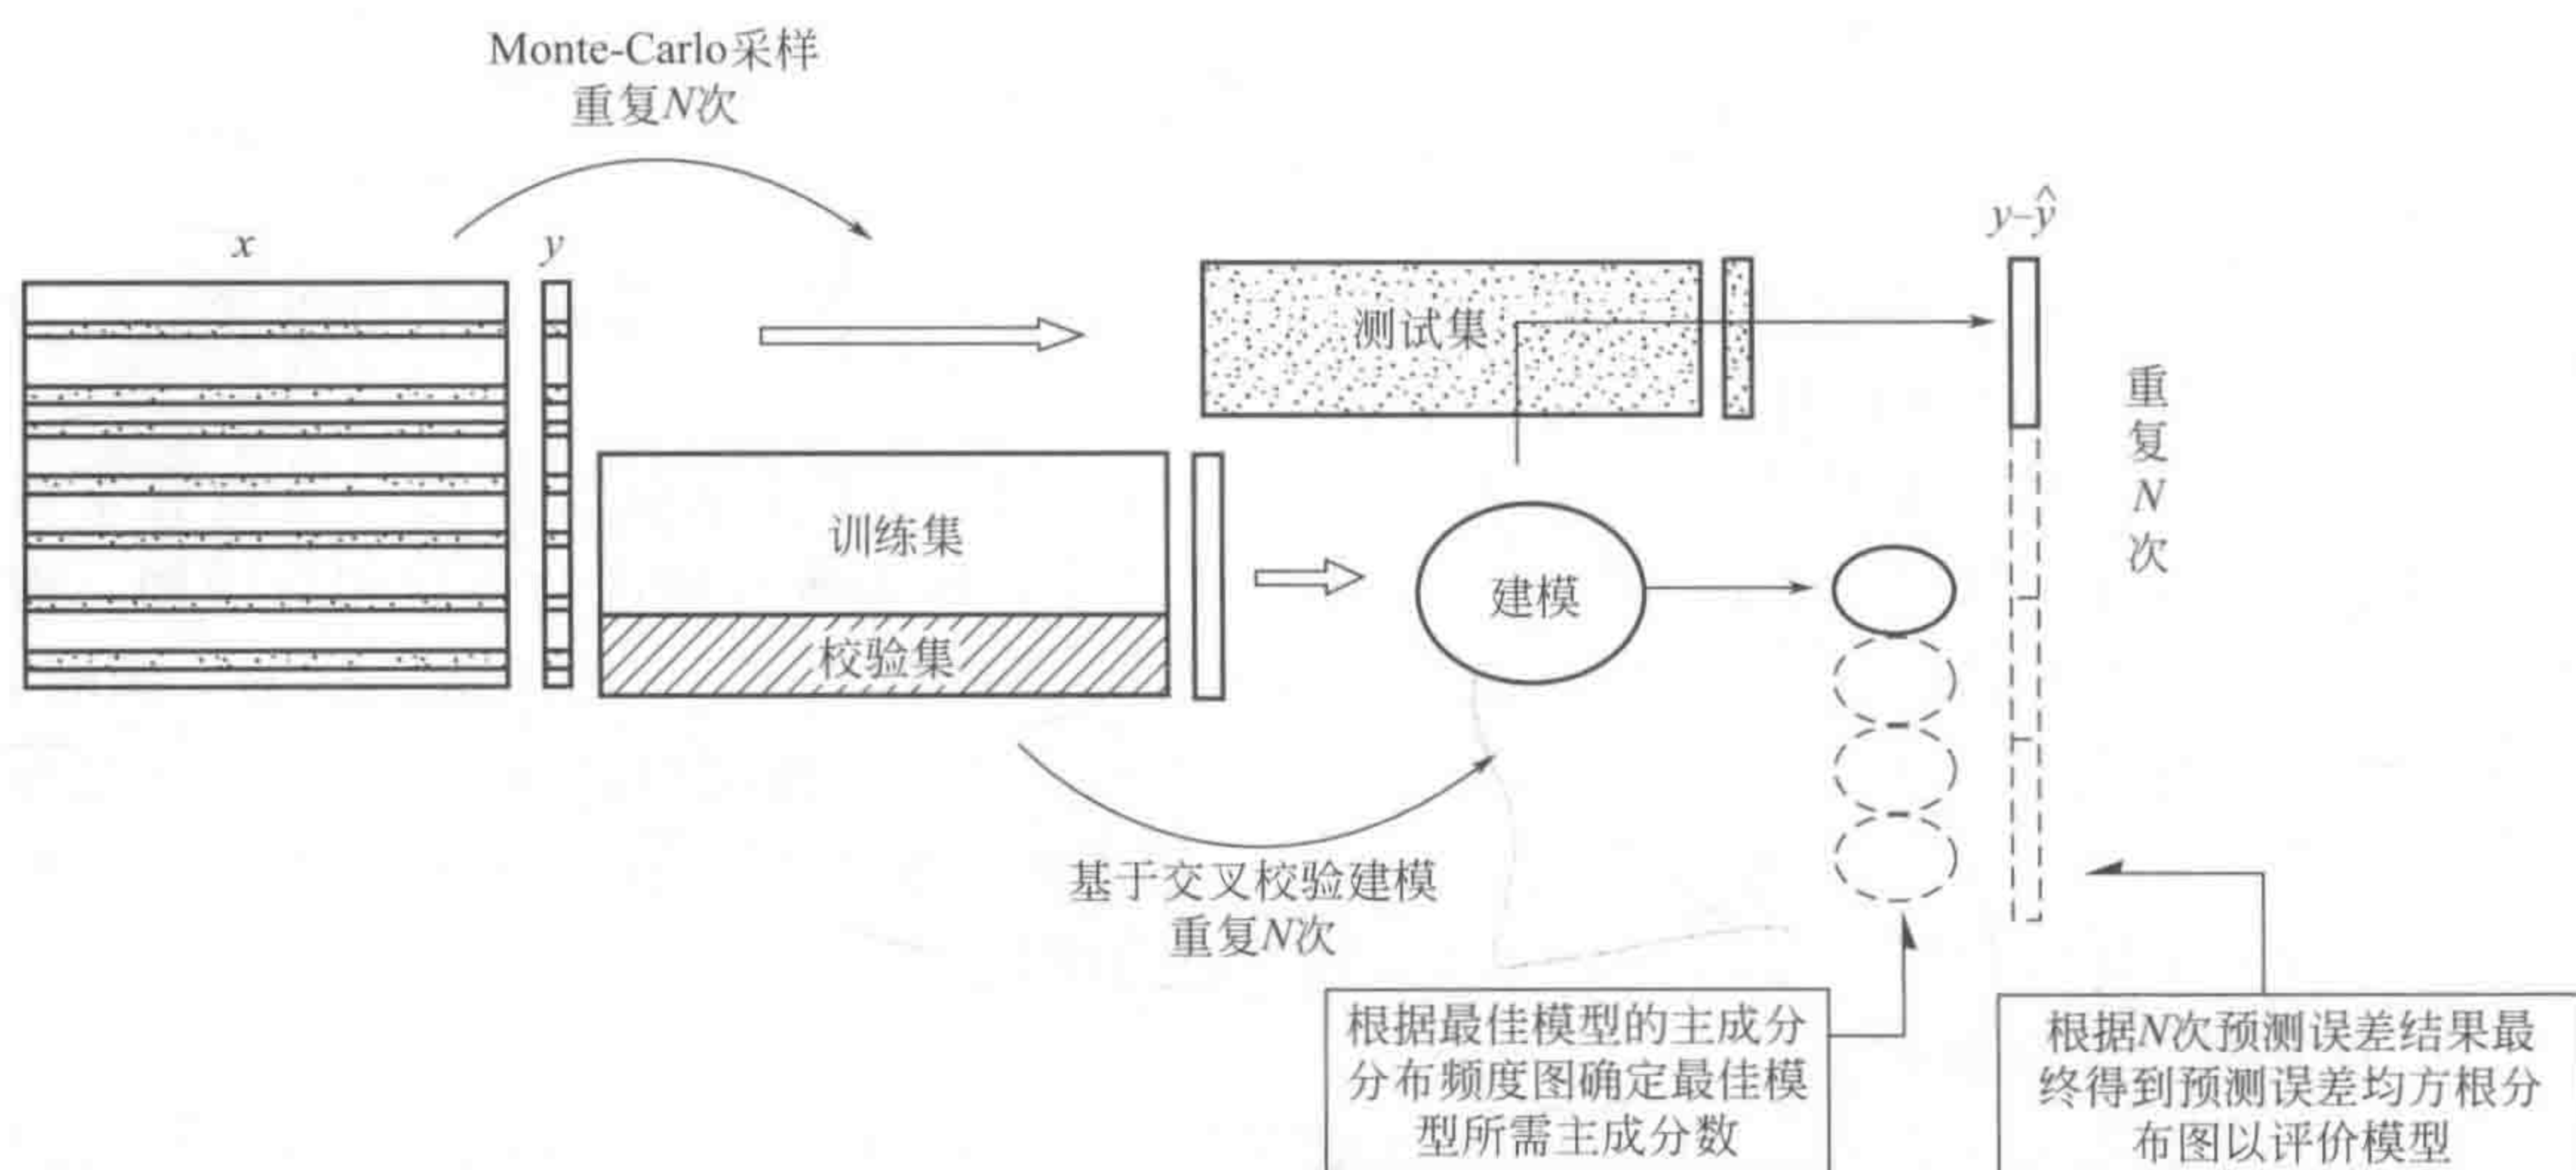 Monte-Carlo采样
重复N次
x
y
y-ŷ
测试集
重
复
N
次
训练集
校验集
建模
基于交叉校验建模
重复N次
根据最佳模型的主成分
分布频度图确定最佳模
型所需主成分数
根据N次预测误差结果最
终得到预测误差均方根分
布图以评价模型